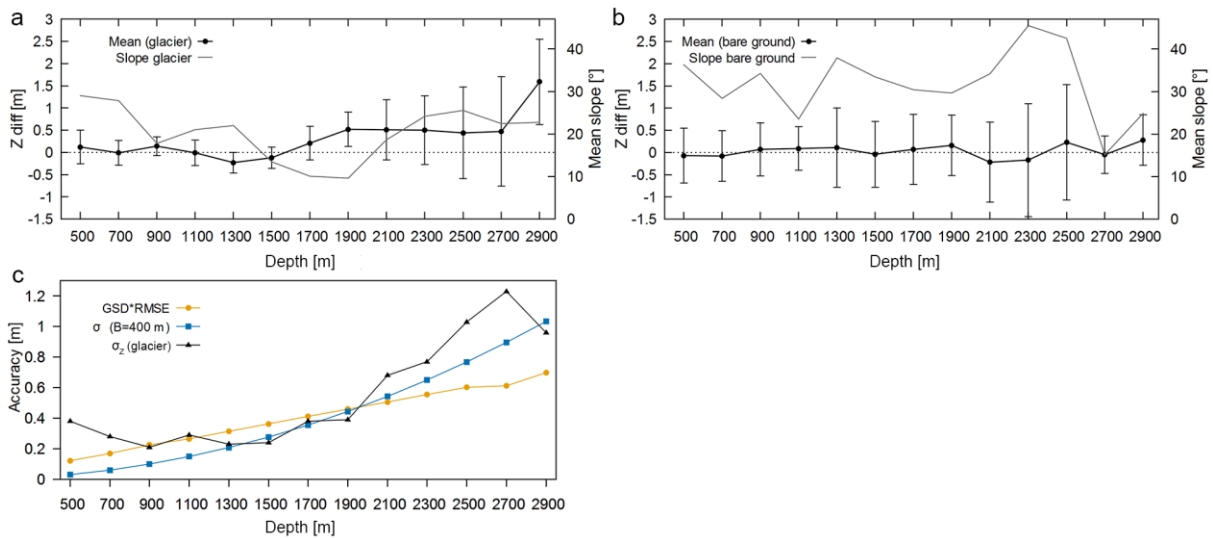 a
Mean (glacier)
Slope glacier
3
2.5
2
1.5
1
0.5
0
-0.5
-1
-1.5
Z diff [m]
40
30
20
10
0
Mean slope [°]
500 700 900 1100 1300 1500 1700 1900 2100 2300 2500 2700 2900
Depth [m]
b
Mean (bare ground)
Slope bare ground
3
2.5
2
1.5
1
0.5
0
-0.5
-1
-1.5
Z diff [m]
40
30
20
10
0
Mean slope [°]
500 700 900 1100 1300 1500 1700 1900 2100 2300 2500 2700 2900
Depth [m]
c
GSD*RMSE
σ (B=400 m)
σZ (glacier)
1.2
1
0.8
0.6
0.4
0.2
0
Accuracy [m]
500 700 900 1100 1300 1500 1700 1900 2100 2300 2500 2700 2900
Depth [m]